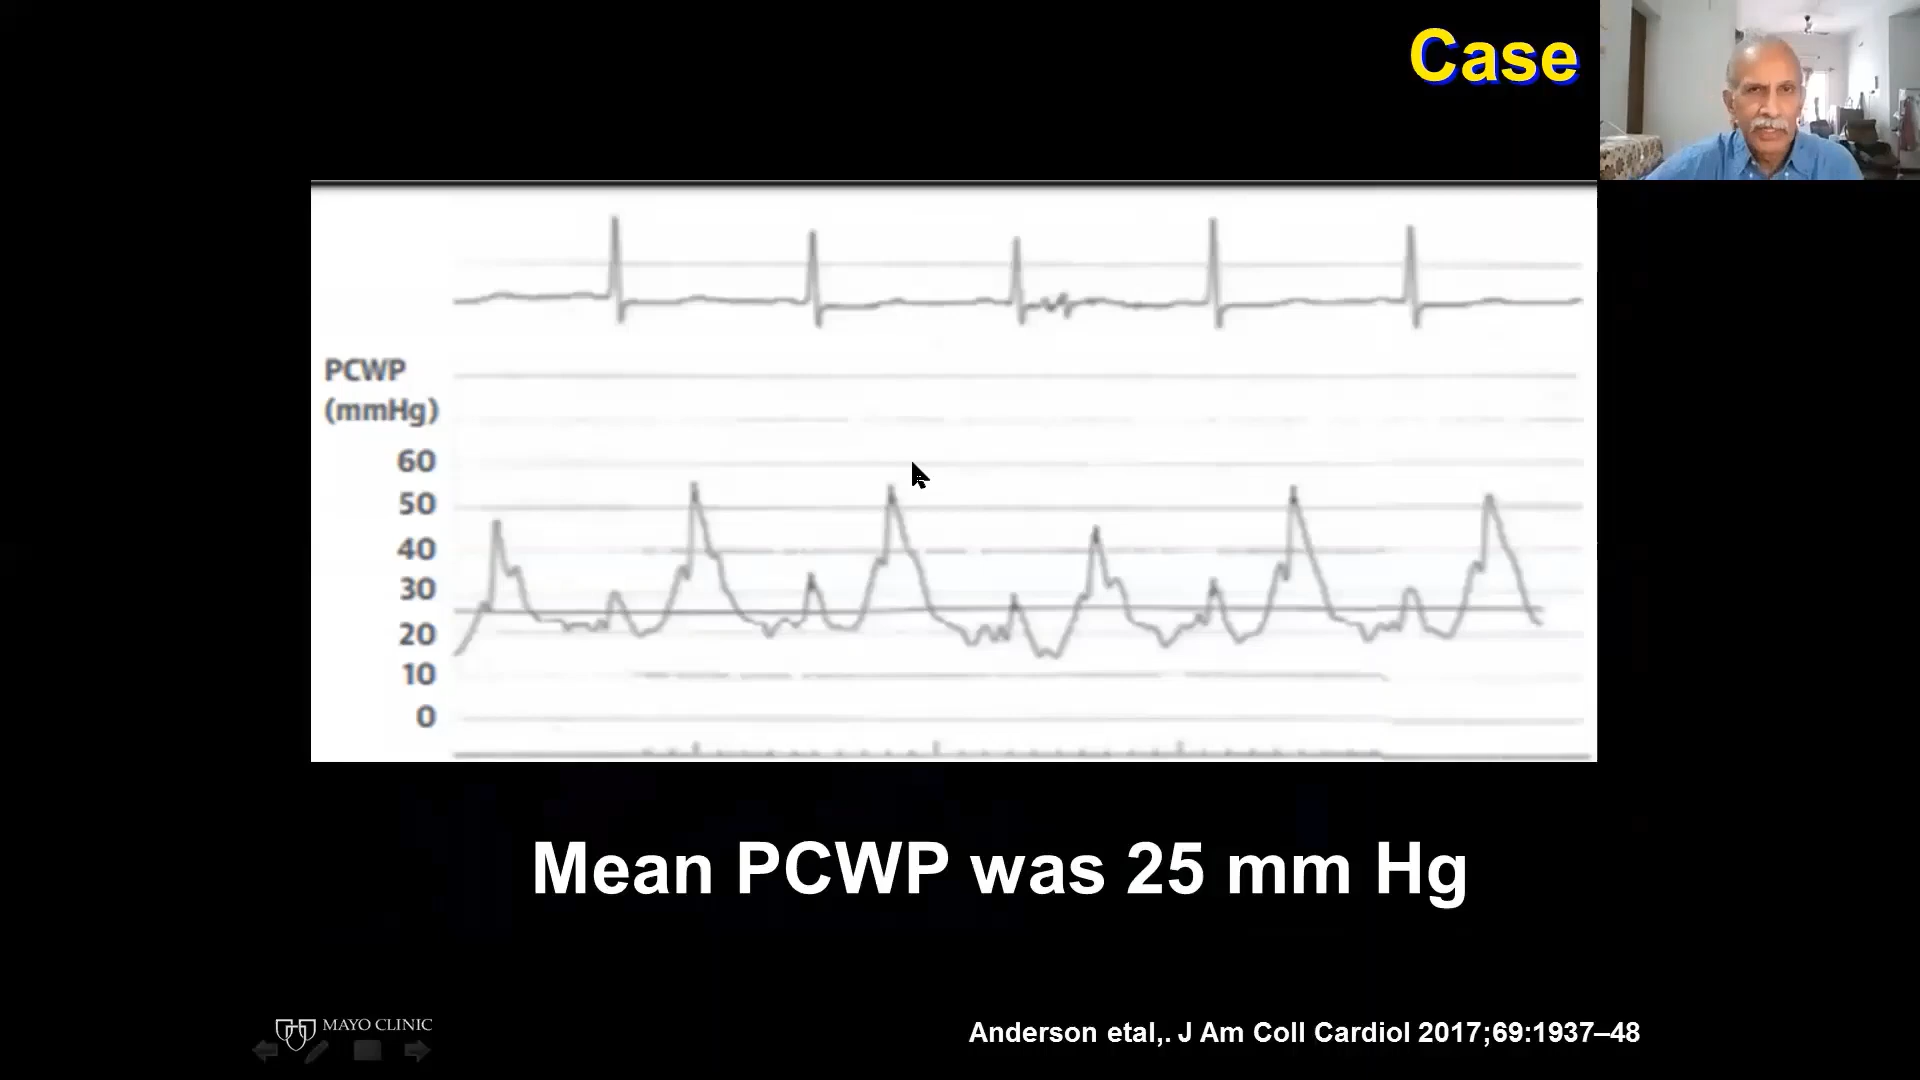 Case
PCWP
(mmHg)
60
50
40
30
20
10
0
Mean PCWP was 25 mm Hg
MAYO CLINIC
Anderson etal,. J Am Coll Cardiol 2017;69:1937–48